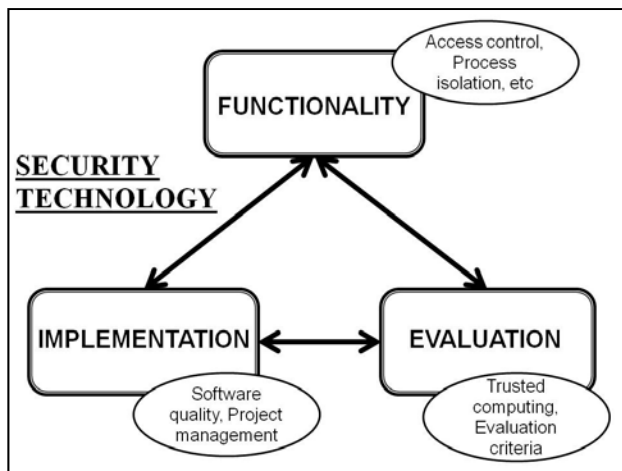 Access control,
Process
isolation, etc
FUNCTIONALITY
SECURITY
TECHNOLOGY
IMPLEMENTATION
EVALUATION
Software
quality, Project
management
Trusted
computing,
Evaluation
criteria